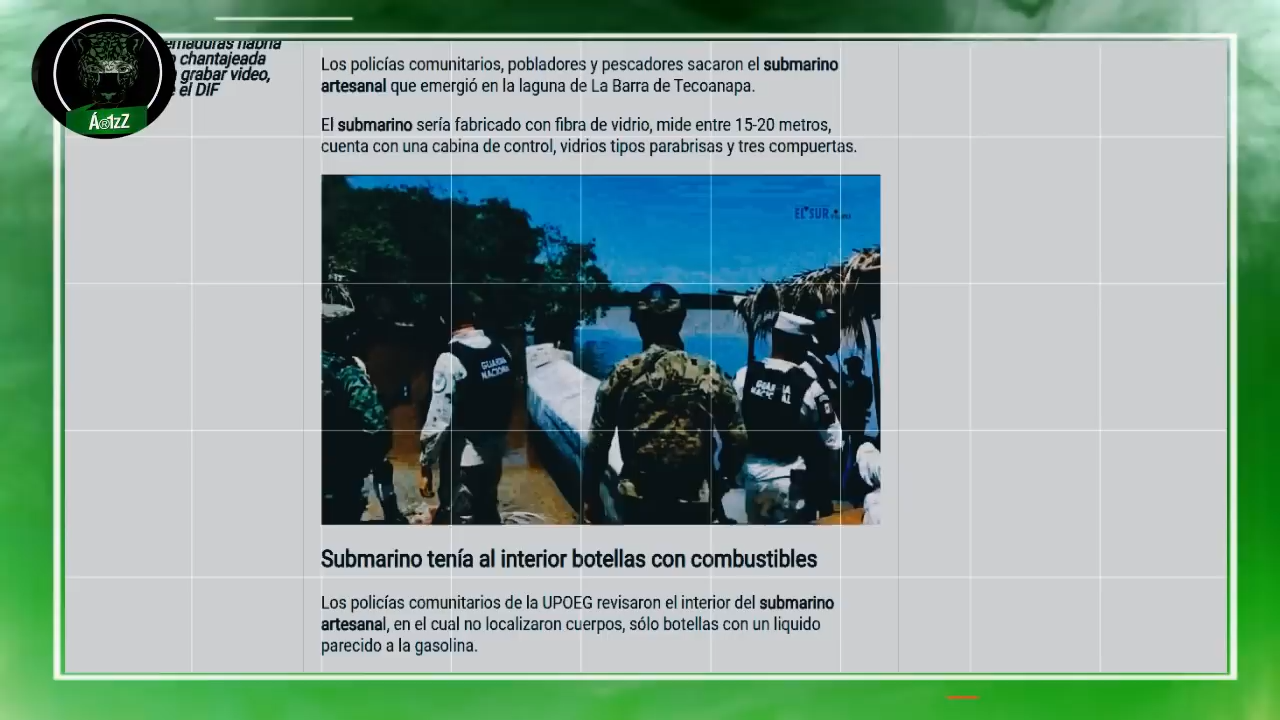 emaduras habría
chantajeada
grabar video,
e el DIF
Á@1zZ
Los policías comunitarios, pobladores y pescadores sacaron el submarino
artesanal que emergió en la laguna de La Barra de Tecoanapa.
El submarino sería fabricado con fibra de vidrio, mide entre 15-20 metros,
cuenta con una cabina de control, vidrios tipos parabrisas y tres compuertas.
EL SUR
GUARDIA
NACIONAL
GUARDIA
NACIONAL
Submarino tenía al interior botellas con combustibles
Los policías comunitarios de la UPOEG revisaron el interior del submarino
artesanal, en el cual no localizaron cuerpos, sólo botellas con un liquido
parecido a la gasolina.